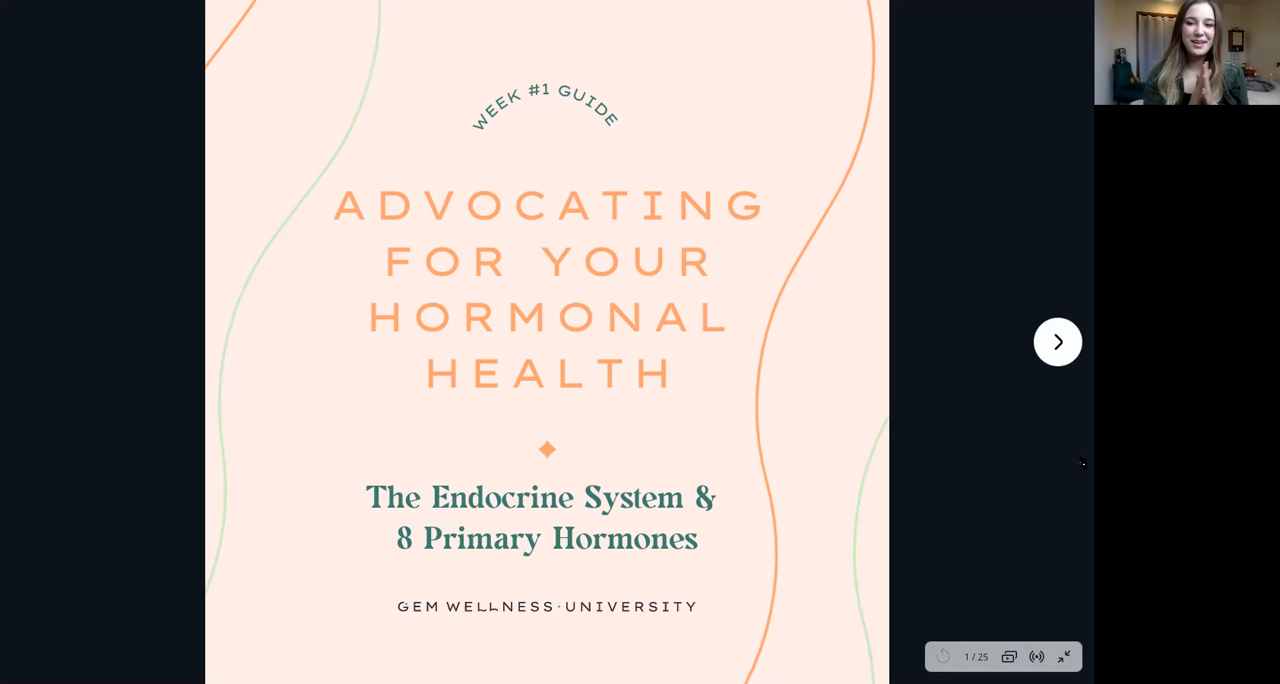 WEEK #1 GUIDE
ADVOCATING
FOR YOUR
HORMONAL
HEALTH
The Endocrine System &
8 Primary Hormones
GEM WELLNESS·UNIVERSITY
1 / 25